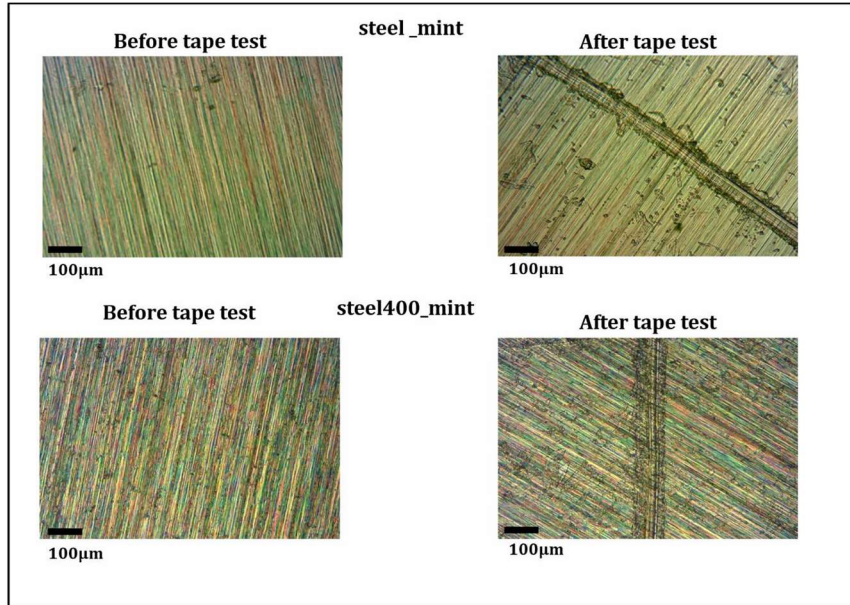 steel _mint
Before tape test
After tape test
100µm
100µm
steel400_mint
Before tape test
After tape test
100µm
100µm